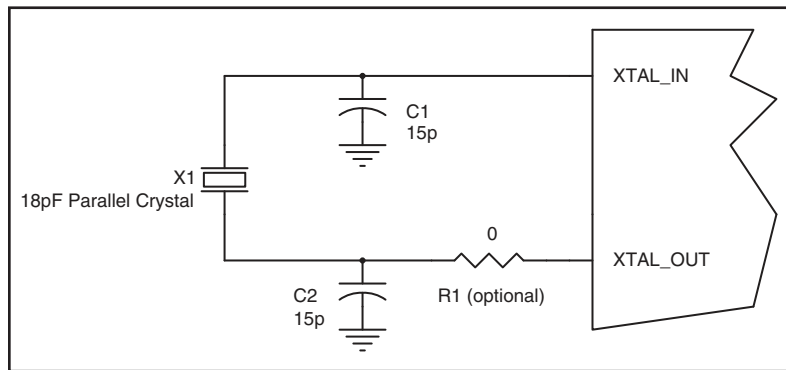 XTAL_IN
C1
15p
X1
18pF Parallel Crystal
0
XTAL_OUT
C2
15p
R1 (optional)